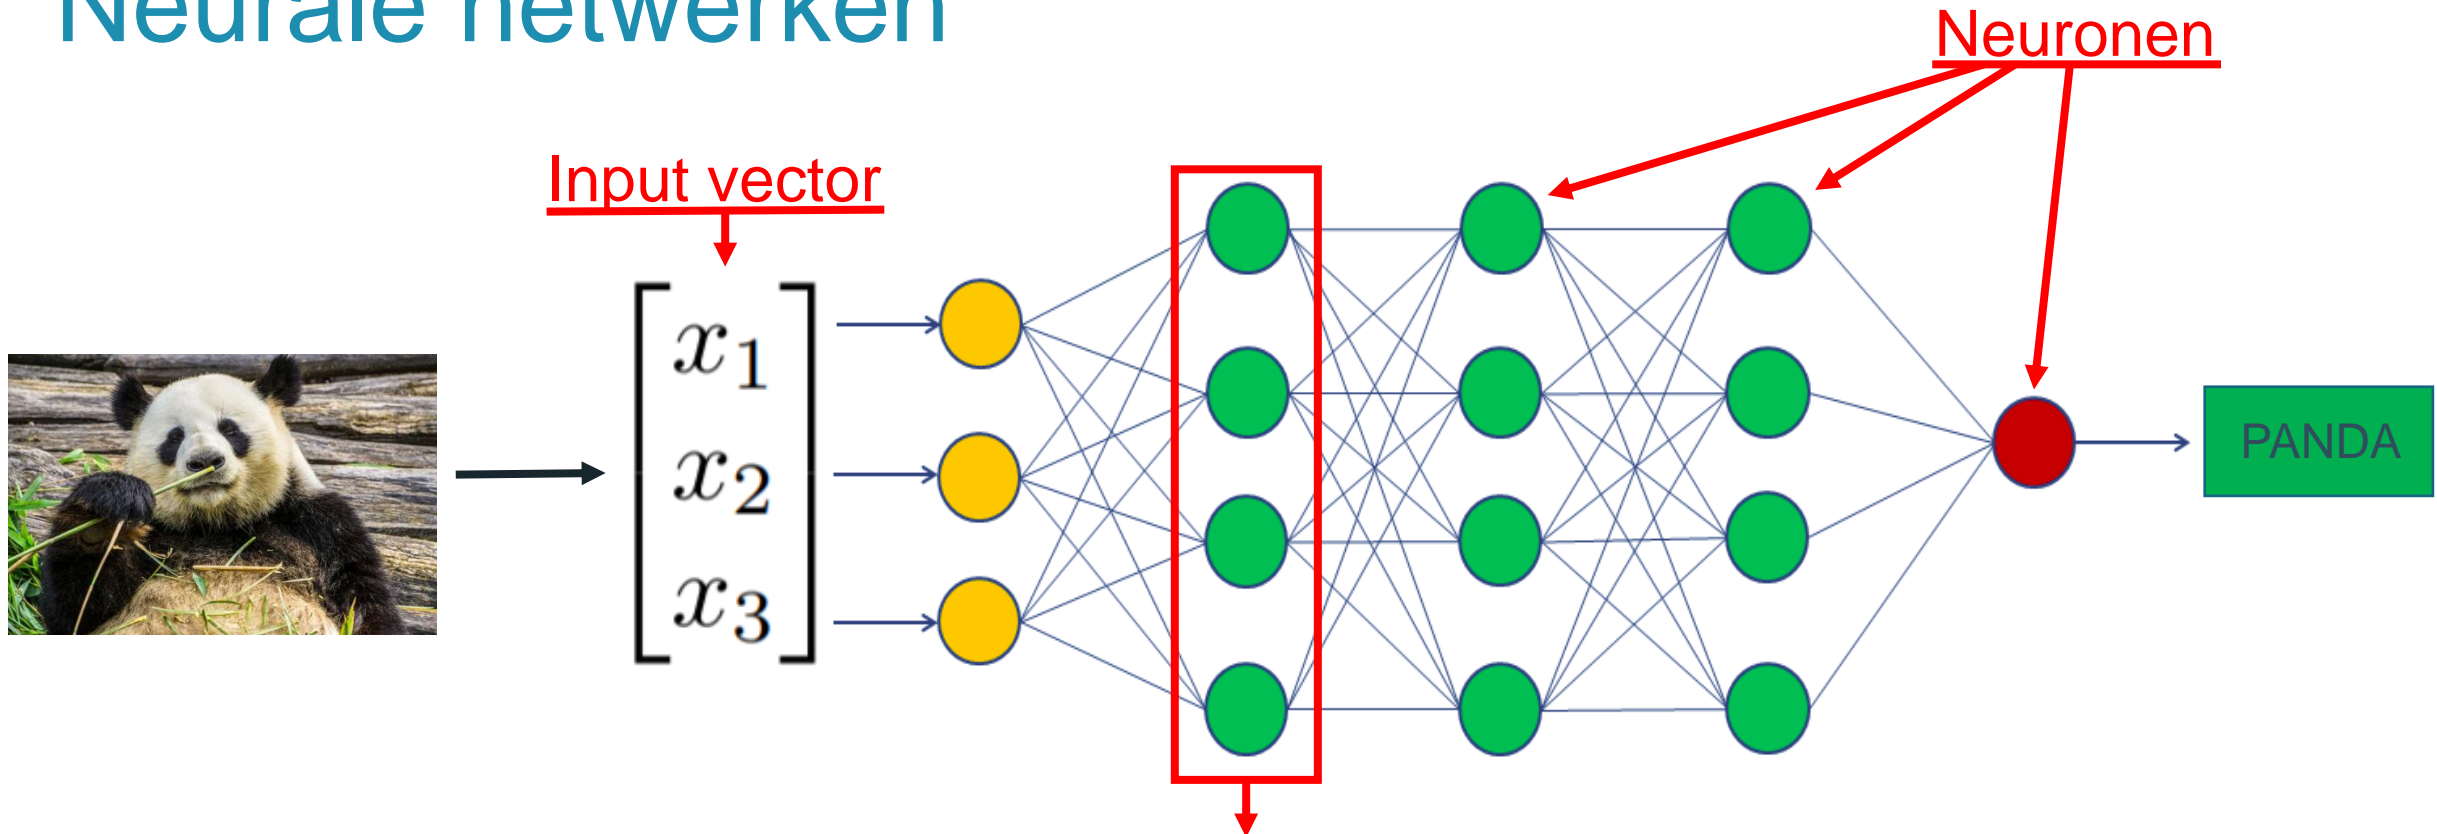 Neurale netwerken
Neuronen
Input vector
x1
x2
x3
PANDA